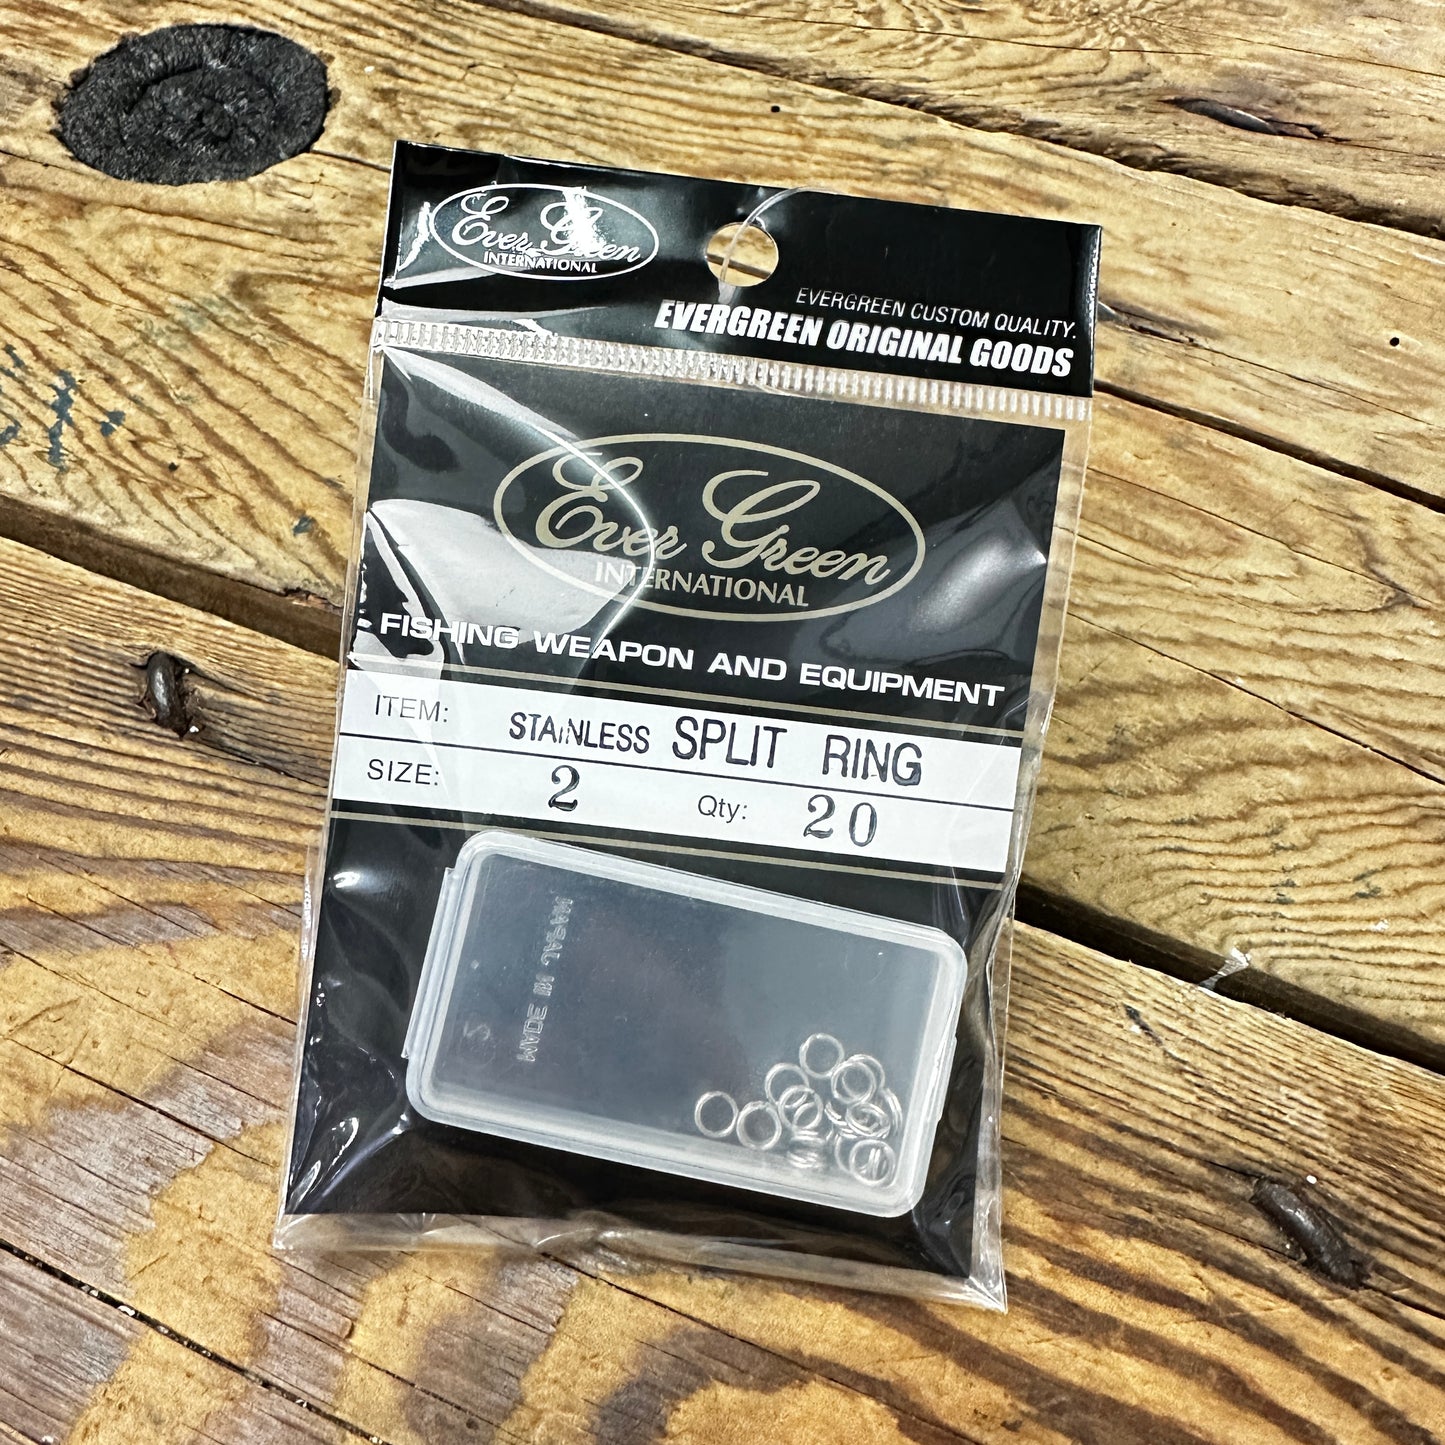 Ever Green
INTERNATIONAL
EVERGREEN CUSTOM QUALITY.
EVERGREEN ORIGINAL GOODS
Ever Green
INTERNATIONAL
FISHING WEAPON AND EQUIPMENT
ITEM: STAINLESS SPLIT RING
SIZE: 2 Qty: 20
MADE IN JAPAN